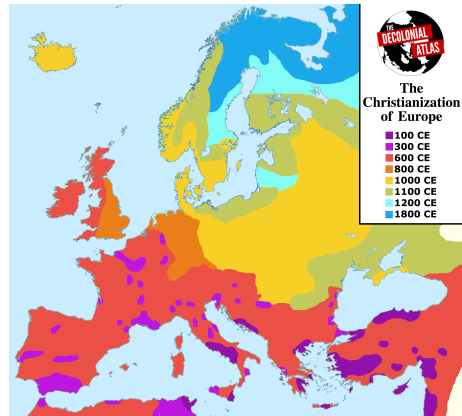 THE
DECOLONIAL
ATLAS
The
Christianization
of Europe
100 CE
300 CE
600 CE
800 CE
1000 CE
1100 CE
1200 CE
1800 CE